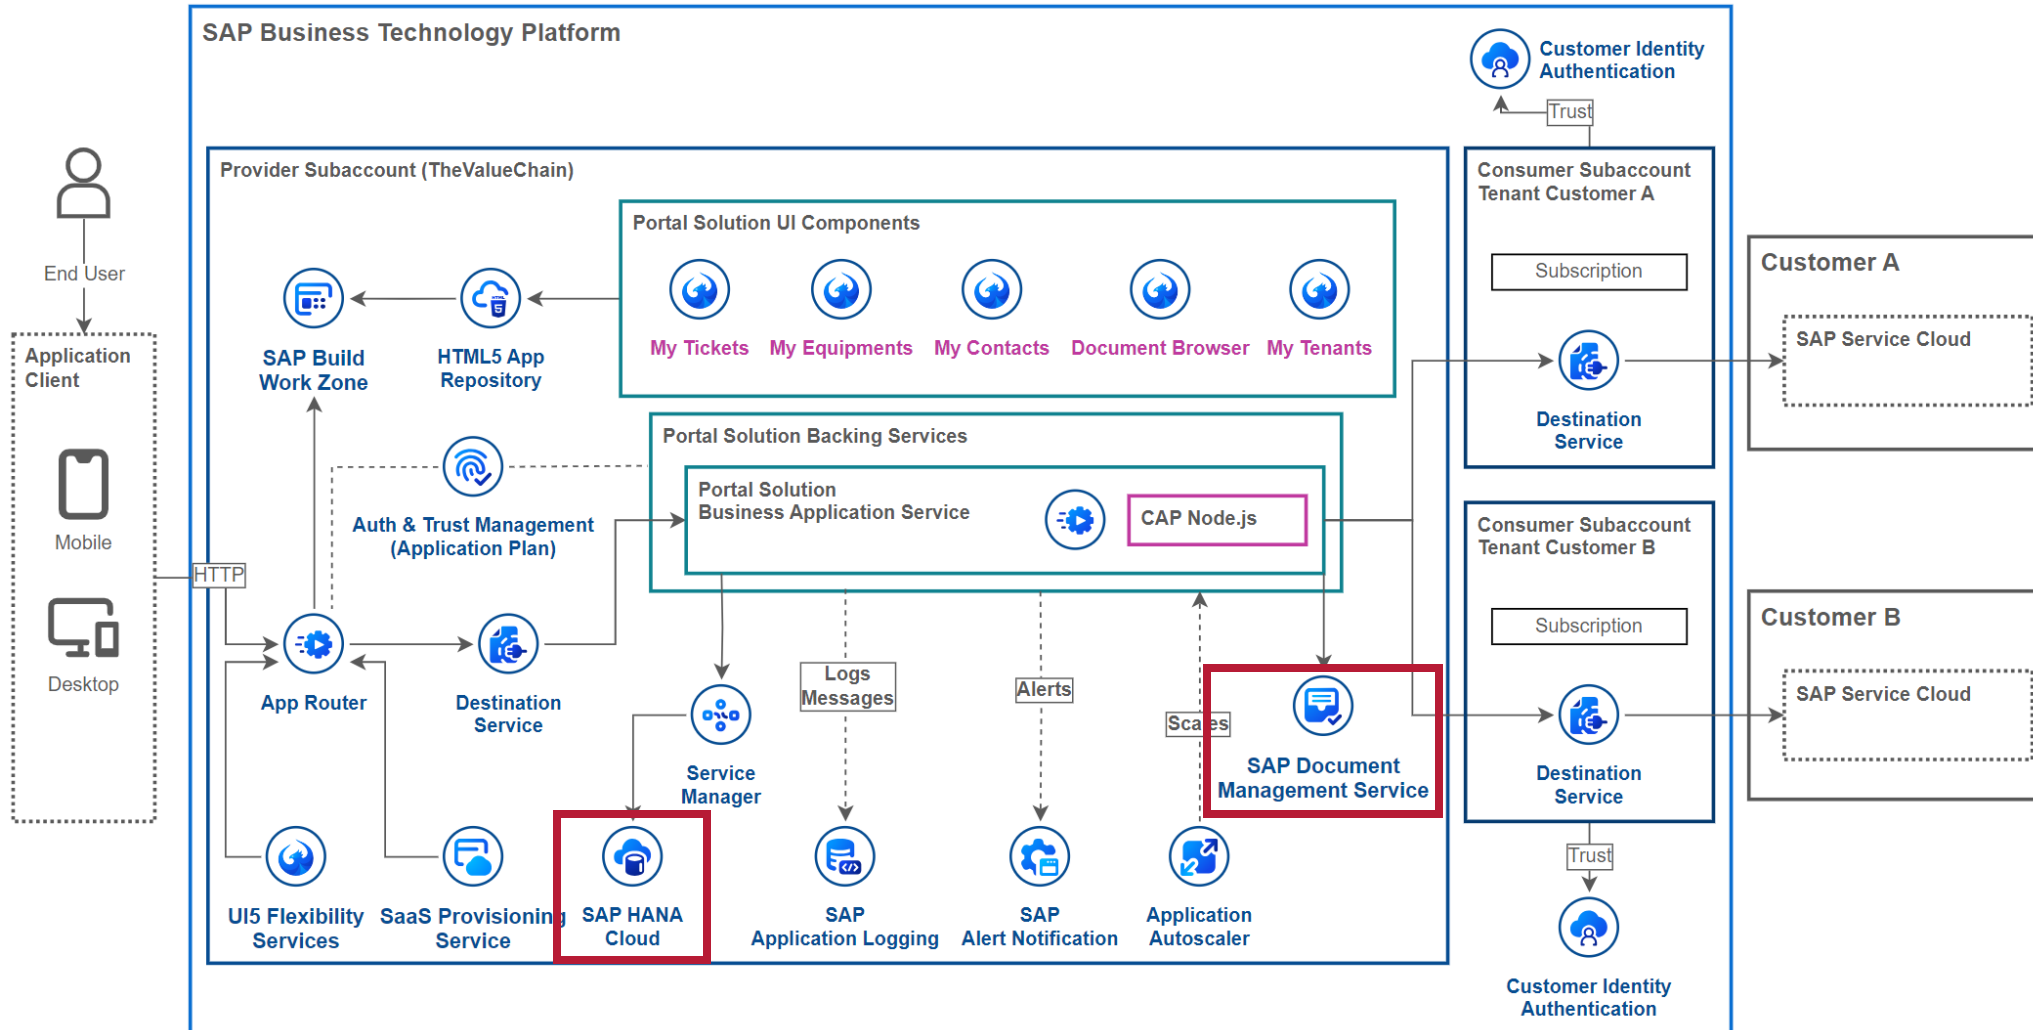 SAP Business Technology Platform
Customer Identity
Authentication
Trust
Provider Subaccount (TheValueChain)
Consumer Subaccount
Tenant Customer A
Portal Solution UI Components
End User
Subscription
Customer A
My Tickets
My Equipments
My Contacts
Document Browser
My Tenants
SAP Service Cloud
Application
Client
SAP Build
Work Zone
HTML5 App
Repository
HTML
5
Destination
Service
Portal Solution Backing Services
Portal Solution
Business Application Service
CAP Node.js
Auth & Trust Management
(Application Plan)
Consumer Subaccount
Tenant Customer B
Mobile
HTTP
Subscription
Customer B
Desktop
App Router
Destination
Service
Logs
Messages
Alerts
Scales
SAP Document
Management Service
SAP Service Cloud
Service
Manager
Destination
Service
Trust
UI5 Flexibility
Services
SaaS Provisioning
Service
SAP HANA
Cloud
SAP
Application Logging
SAP
Alert Notification
Application
Autoscaler
Customer Identity
Authentication